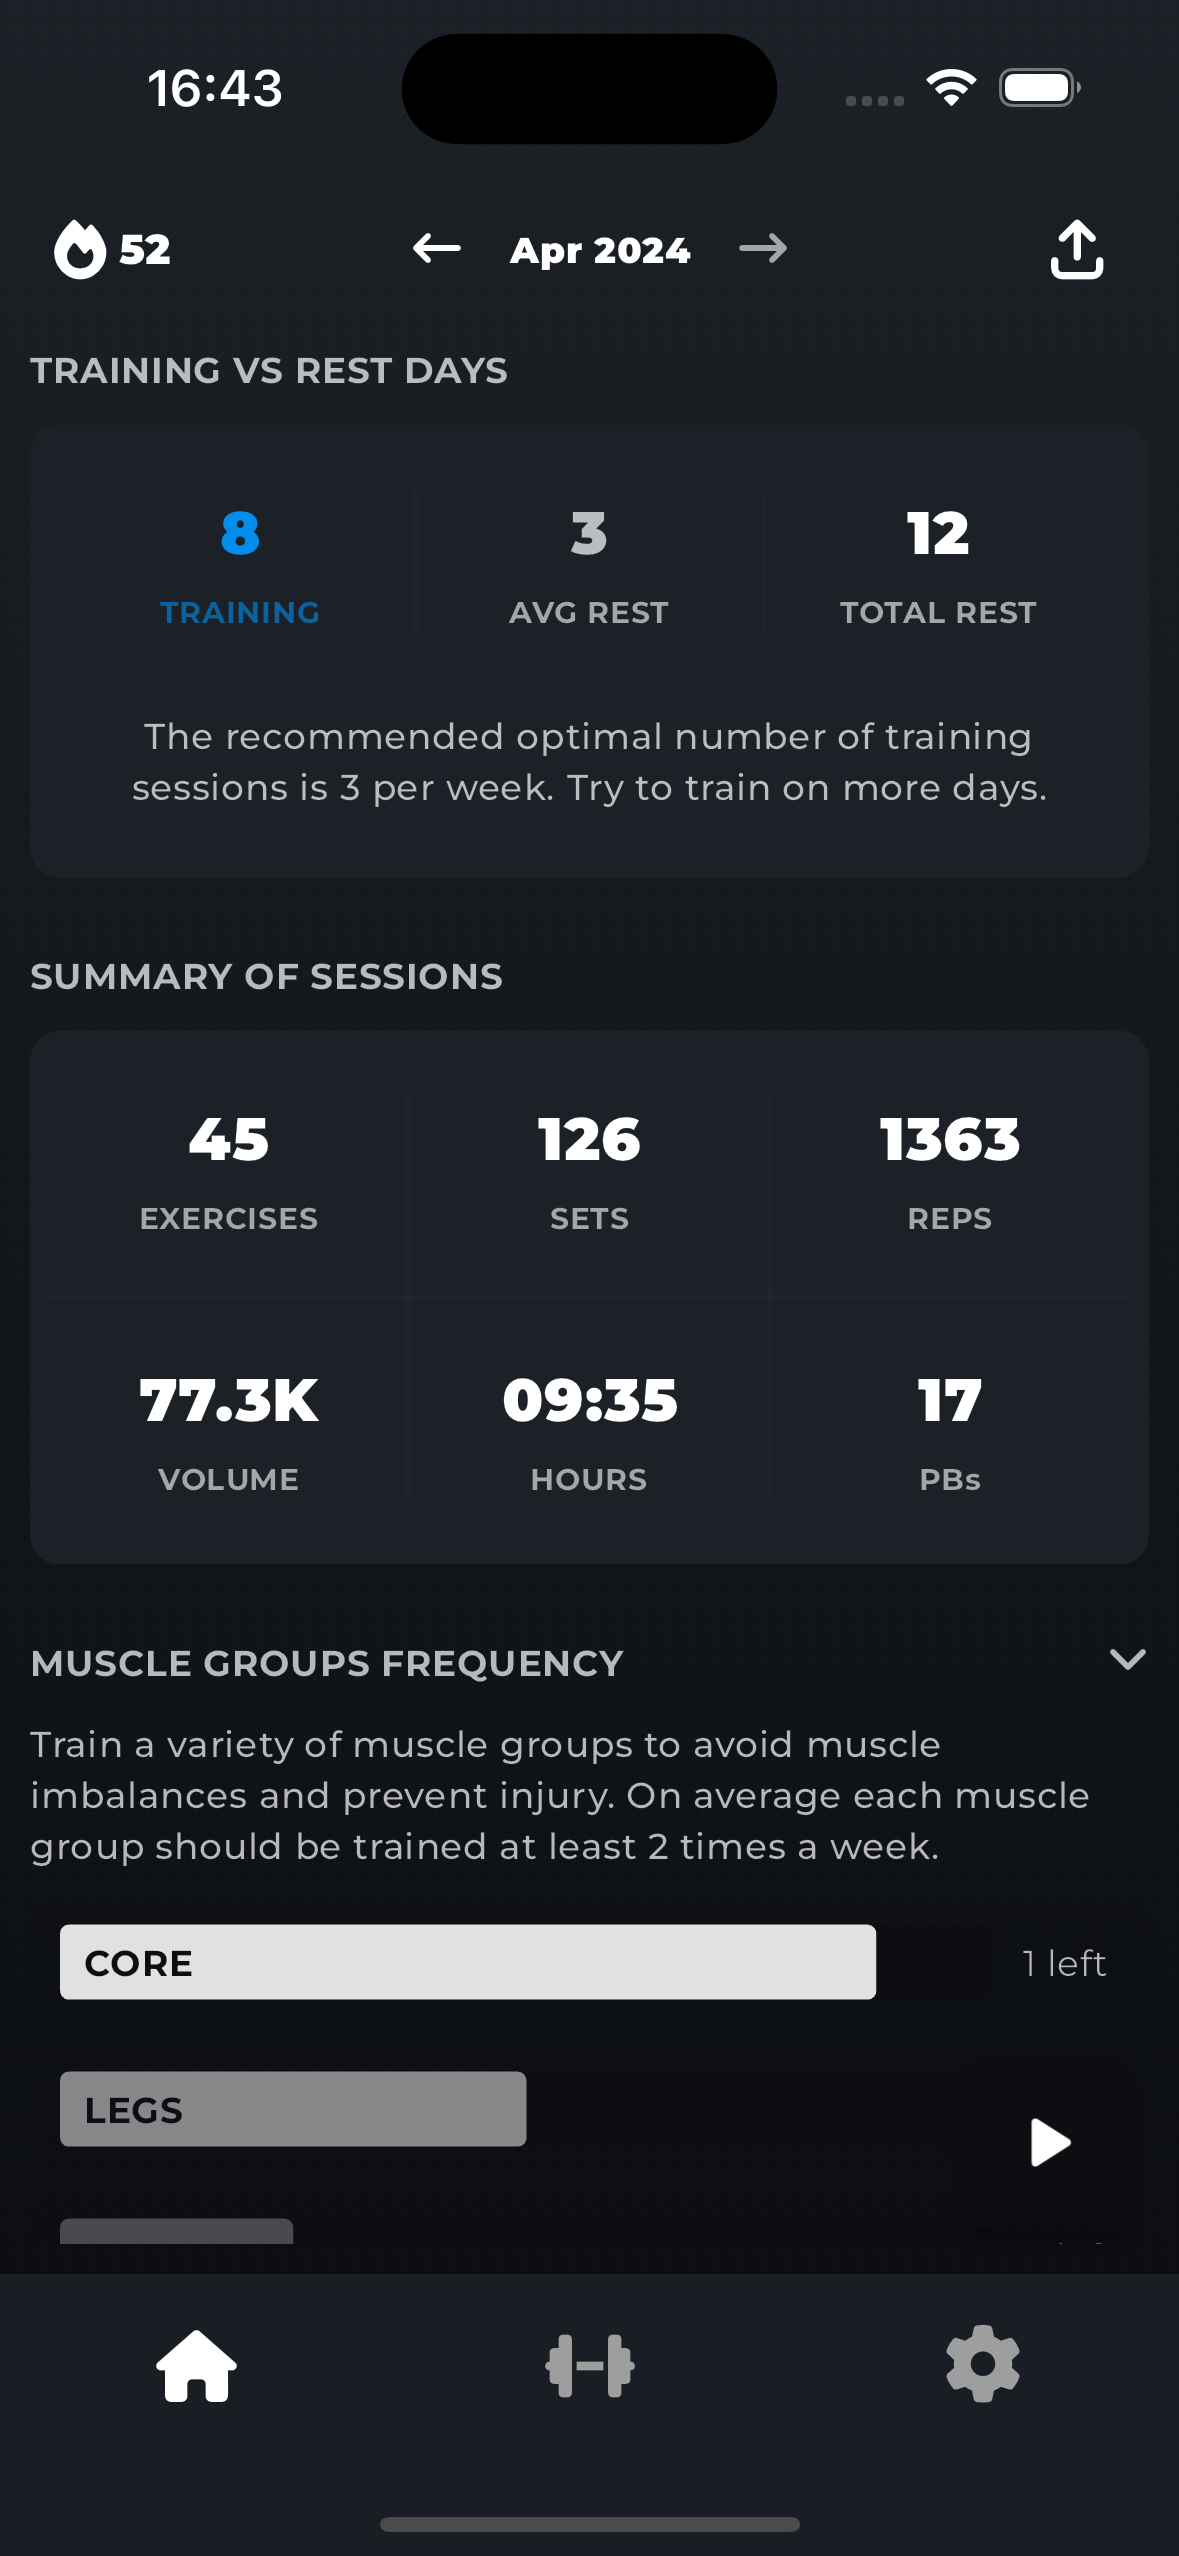 16:43
52
Apr 2024
TRAINING VS REST DAYS
8
3
12
TRAINING
AVG REST
TOTAL REST
The recommended optimal number of training
sessions is 3 per week. Try to train on more days.
SUMMARY OF SESSIONS
45
126
1363
EXERCISES
SETS
REPS
77.3K
09:35
17
VOLUME
HOURS
PBs
MUSCLE GROUPS FREQUENCY
Train a variety of muscle groups to avoid muscle
imbalances and prevent injury. On average each muscle
group should be trained at least 2 times a week.
CORE
1 left
LEGS